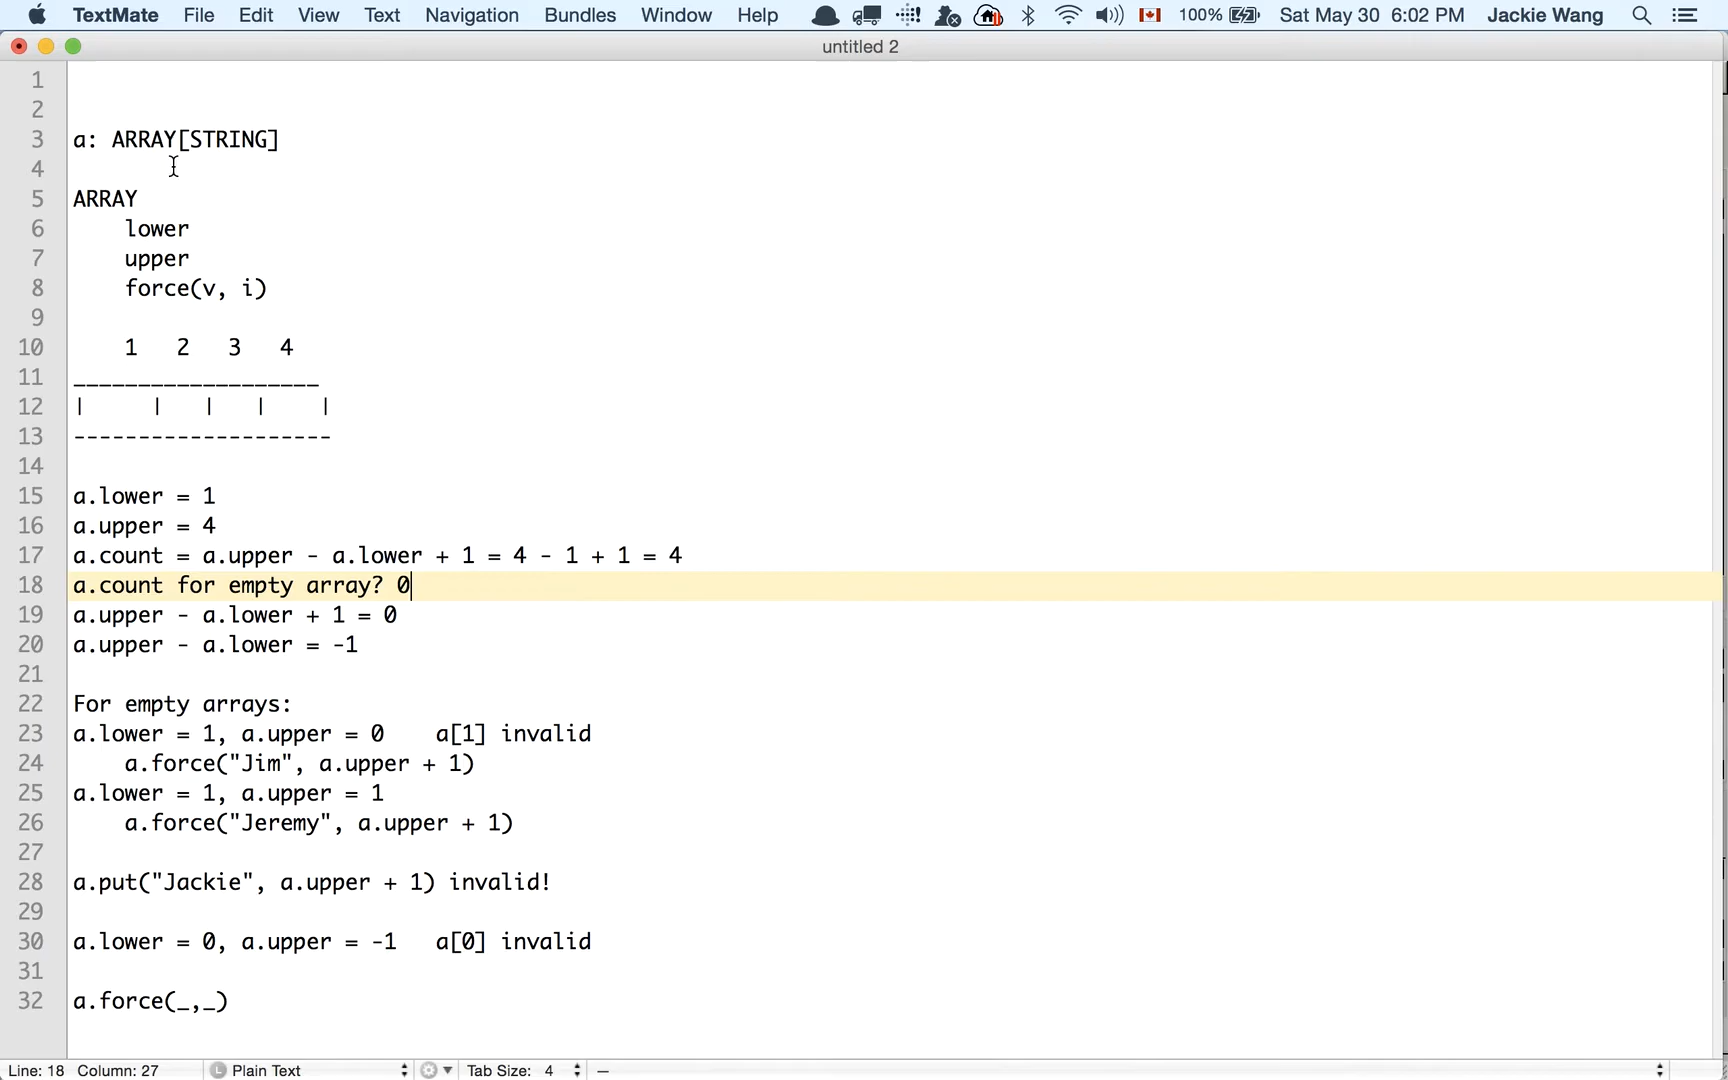 TextMate File Edit View Text Navigation Bundles Window Help 100% Sat May 30 6:02 PM Jackie Wang
untitled 2
1
2
3 a: ARRAY[STRING]
4
5 ARRAY
6 lower
7 upper
8 force(v, i)
9
10 1 2 3 4
11 ___________________
12 | | | | |
13 --------------------
14
15 a.lower = 1
16 a.upper = 4
17 a.count = a.upper - a.lower + 1 = 4 - 1 + 1 = 4
18 a.count for empty array? 0
19 a.upper - a.lower + 1 = 0
20 a.upper - a.lower = -1
21
22 For empty arrays:
23 a.lower = 1, a.upper = 0 a[1] invalid
24 a.force("Jim", a.upper + 1)
25 a.lower = 1, a.upper = 1
26 a.force("Jeremy", a.upper + 1)
27
28 a.put("Jackie", a.upper + 1) invalid!
29
30 a.lower = 0, a.upper = -1 a[0] invalid
31
32 a.force(_,_)
Line: 18 Column: 27 L Plain Text Tab Size: 4 —